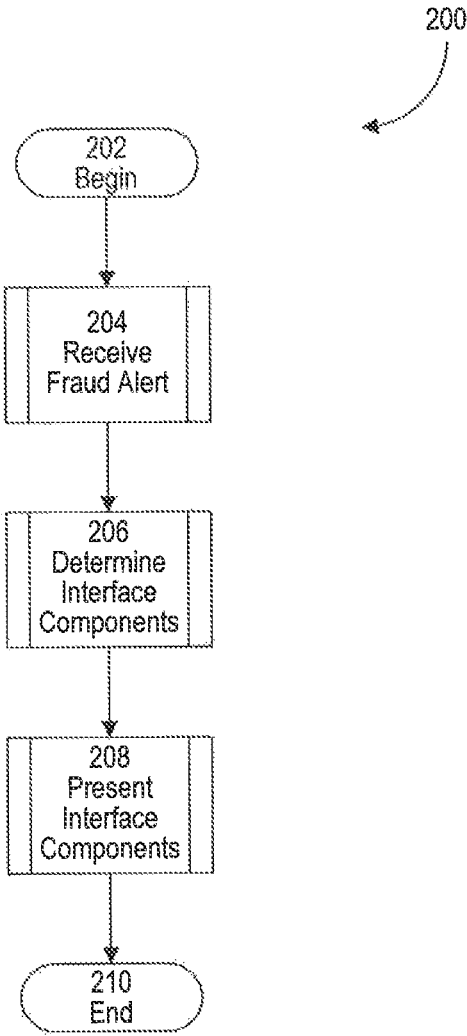 200
202
Begin
204
Receive
Fraud Alert
206
Determine
Interface
Components
208
Present
Interface
Components
210
End